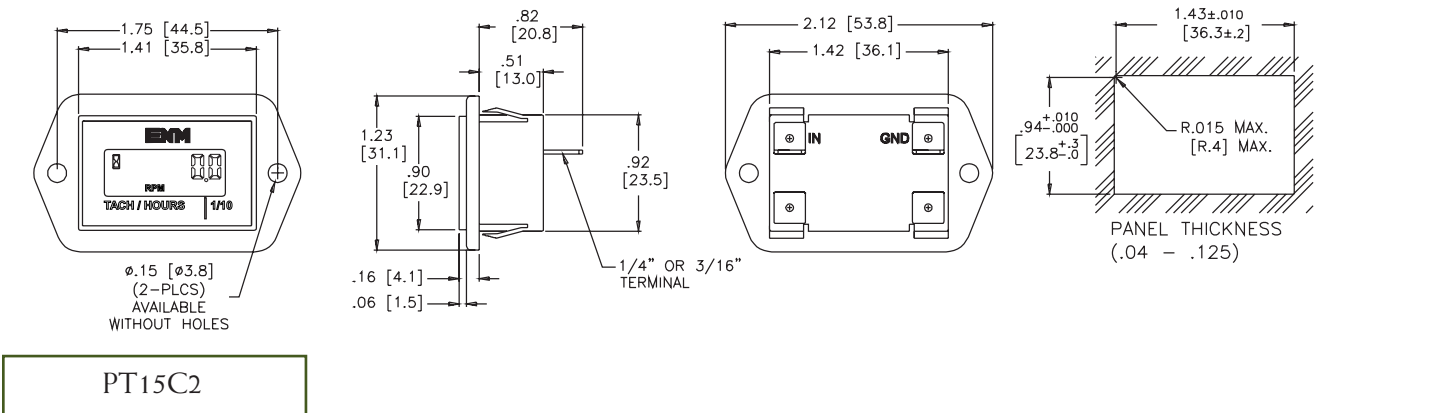 1.75 [44.5]
1.41 [35.8]
ENM
0.0
RPM
TACH / HOURS 1/10
ø.15 [ø3.8]
(2-PLCS)
AVAILABLE
WITHOUT HOLES
.82
[20.8]
.51
[13.0]
1.23
[31.1]
.90
[22.9]
.92
[23.5]
.16 [4.1]
.06 [1.5]
1/4" OR 3/16"
TERMINAL
2.12 [53.8]
1.42 [36.1]
IN GND
1.43±.010
[36.3±.2]
.94+.010-.000
[23.8+.3-.0]
R.015 MAX.
[R.4] MAX.
PANEL THICKNESS
(.04 - .125)
PT15C2